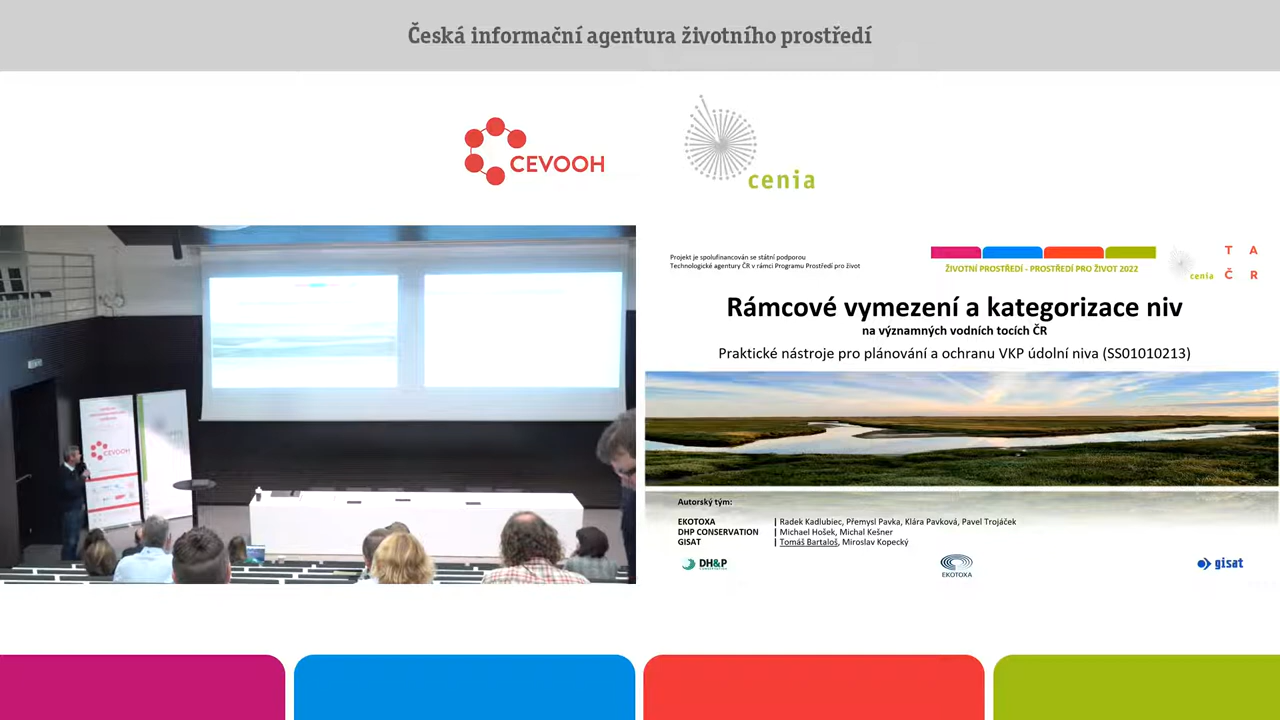 Česká informační agentura životního prostředí
CEVOOH
cenia
CEVOOH
Projekt je spolufinancován se státní podporou
Technologické agentury ČR v rámci Programu Prostředí pro život
ŽIVOTNÍ PROSTŘEDÍ - PROSTŘEDÍ PRO ŽIVOT 2022
cenia
T A
Č R
Rámcové vymezení a kategorizace niv
na významných vodních tocích ČR
Praktické nástroje pro plánování a ochranu VKP údolní niva (SS01010213)
Autorský tým:
EKOTOXA | Radek Kadlubiec, Přemysl Pavka, Klára Pavková, Pavel Trojáček
DHP CONSERVATION | Michael Hošek, Michal Kešner
GISAT | Tomáš Bartaloš, Miroslav Kopecký
DH&P
CONSERVATION
EKOTOXA
gisat